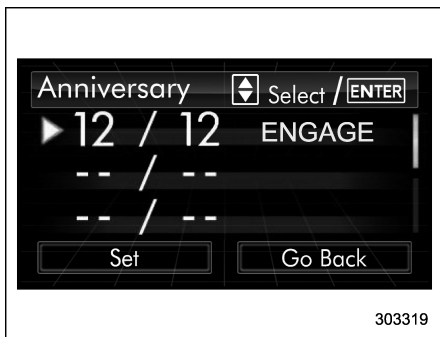 Anniversary Select / ENTER
12 / 12 ENGAGE
-- / --
-- / --
Set Go Back
303319